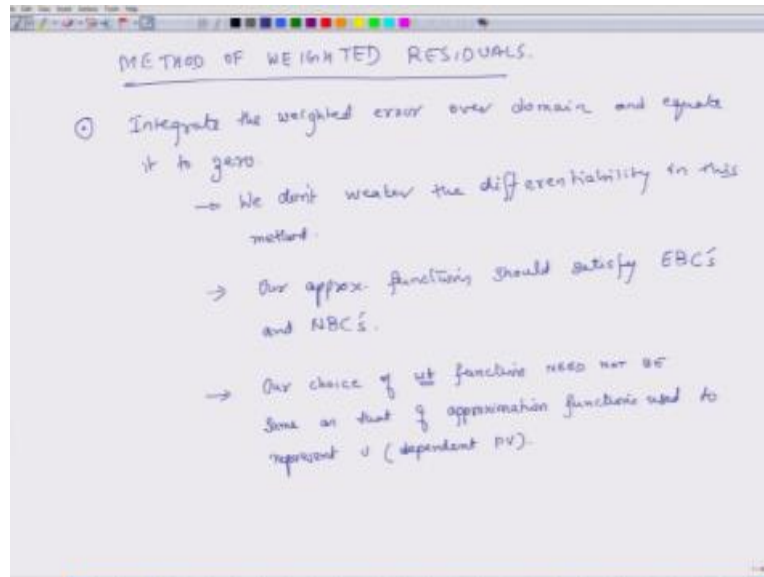 METHOD OF WEIGHTED RESIDUALS.
Integrate the weighted error over domain and equate
it to zero.
→ We don't weaken the differentiability in this
method.
→ Our approx. functions should satisfy EBC's
and NBC's.
→ Our choice of wt functions NEED NOT BE
same as that of approximation functions used to
represent u (dependent PV).